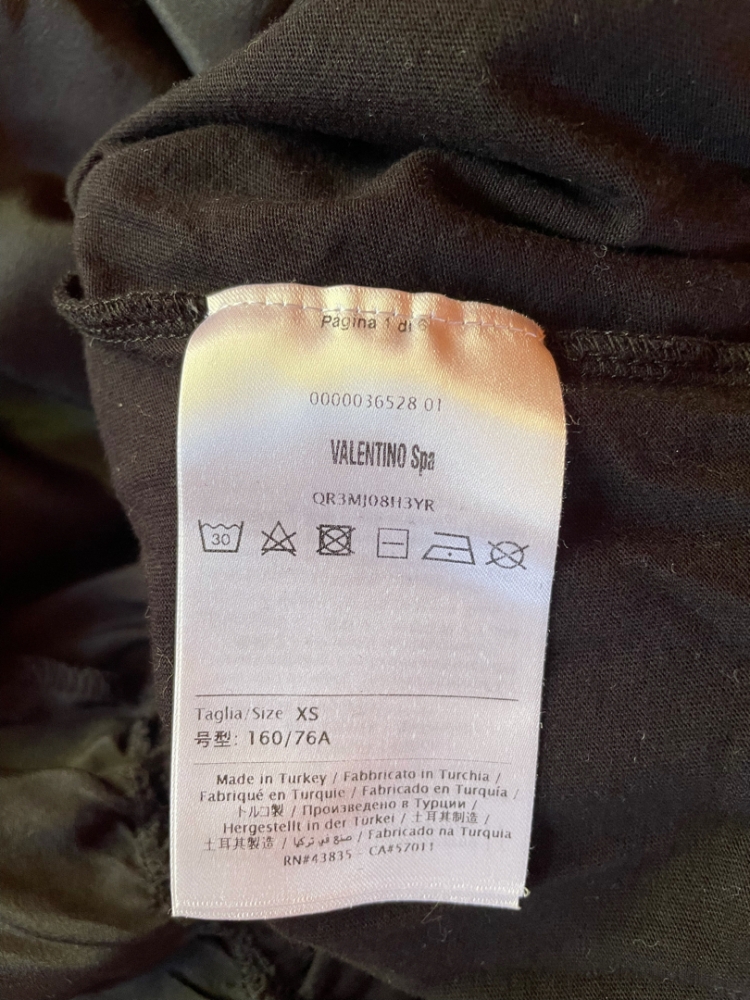 Pagina 1 di 6
0000036528 01
VALENTINO Spa
QR3MJ08H3YR
30
Taglia/Size XS
号型: 160/76A
Made in Turkey / Fabbricato in Turchia /
Fabriqué en Turquie / Fabricado en Turquía /
トルコ製 / Произведено в Турции /
Hergestellt in der Türkei / 土耳其制造 /
土耳其製造 / صنع في تركيا / Fabricado na Turquia
RN#43835 - CA#57011